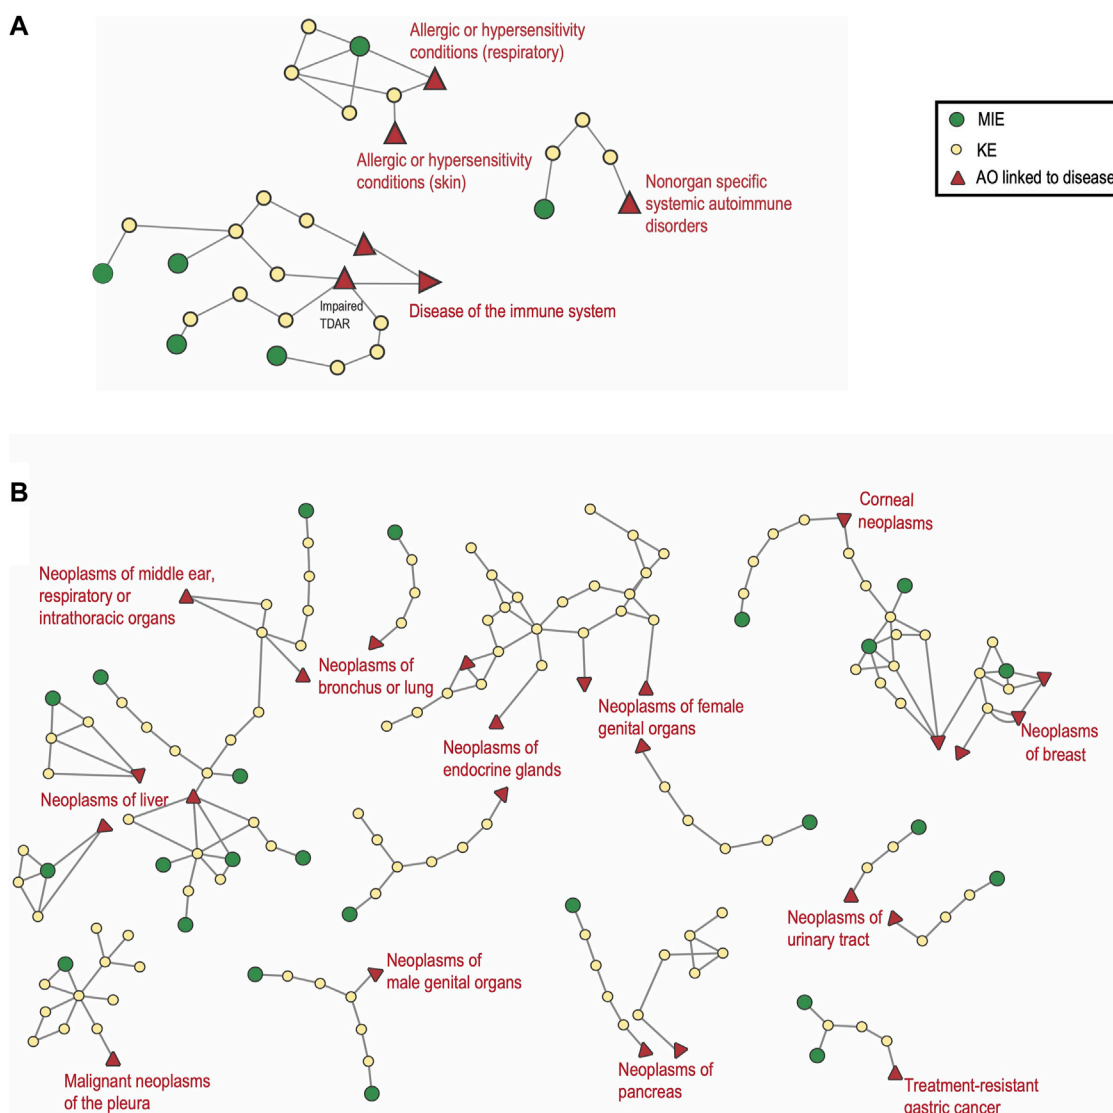 A
Allergic or hypersensitivity
conditions (respiratory)
MIE
KE
AO linked to disease
Allergic or hypersensitivity
conditions (skin)
Nonorgan specific
systemic autoimmune
disorders
Impaired
TDAR
Disease of the immune system
B
Corneal
neoplasms
Neoplasms of middle ear,
respiratory or
intrathoracic organs
Neoplasms of
bronchus or lung
Neoplasms of female
genital organs
Neoplasms
of breast
Neoplasms of
endocrine glands
Neoplasms of liver
Neoplasms of
urinary tract
Neoplasms of
male genital organs
Neoplasms of
pancreas
Malignant neoplasms
of the pleura
Treatment-resistant
gastric cancer